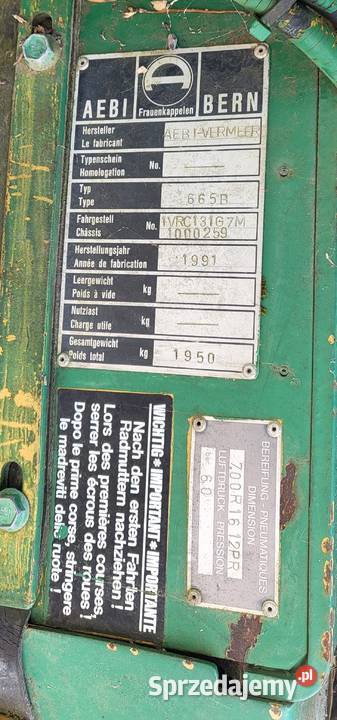 AEBI Frauenkappelen BERN
Hersteller
Le fabricant
AEBI-VERMEER
Typenschein No.
Homologation
Typ
Type
665B
Fahrgestell
Châssis
1VRC131G7M
1000259
Herstellungsjahr
Année de fabrication
1991
Leergewicht
Poids à vide kg
Nutzlast
Charge utile kg
Gesamtgewicht
Poids total kg
1950
WICHTIG*IMPORTANT*IMPORTANTE
Nach den ersten Fahrten
Radmuttern nachziehen !
Lors des premières courses,
serrer les écrous des roues !
Dopo le prime corse, stringere
le madreviti delle ruote !
BEREIFUNG - PNEUMATIQUES
DIMENSION
700R16 12PR
LUFTDRUCK PRESSION
bar 6.0
Sprzedajemy.pl